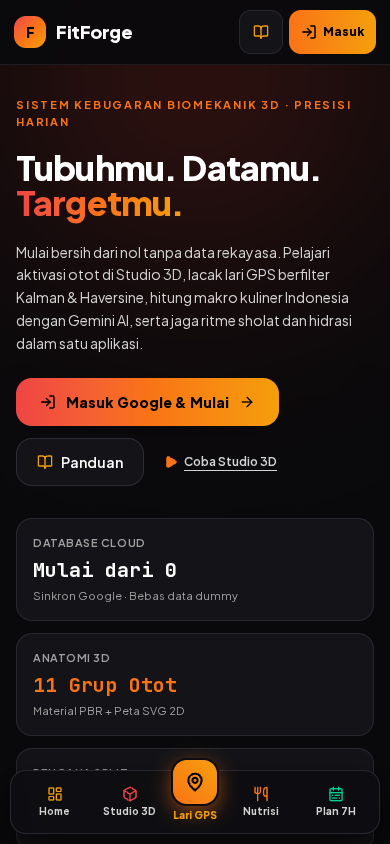 F FitForge Masuk
SISTEM KEBUGARAN BIOMEKANIK 3D · PRESISI
HARIAN
Tubuhmu. Datamu.
Targetmu.
Mulai bersih dari nol tanpa data rekayasa. Pelajari
aktivasi otot di Studio 3D, lacak lari GPS berfilter
Kalman & Haversine, hitung makro kuliner Indonesia
dengan Gemini AI, serta jaga ritme sholat dan hidrasi
dalam satu aplikasi.
Masuk Google & Mulai
Panduan Coba Studio 3D
DATABASE CLOUD
Mulai dari 0
Sinkron Google · Bebas data dummy
ANATOMI 3D
11 Grup Otot
Material PBR + Peta SVG 2D
Home Studio 3D Lari GPS Nutrisi Plan 7H